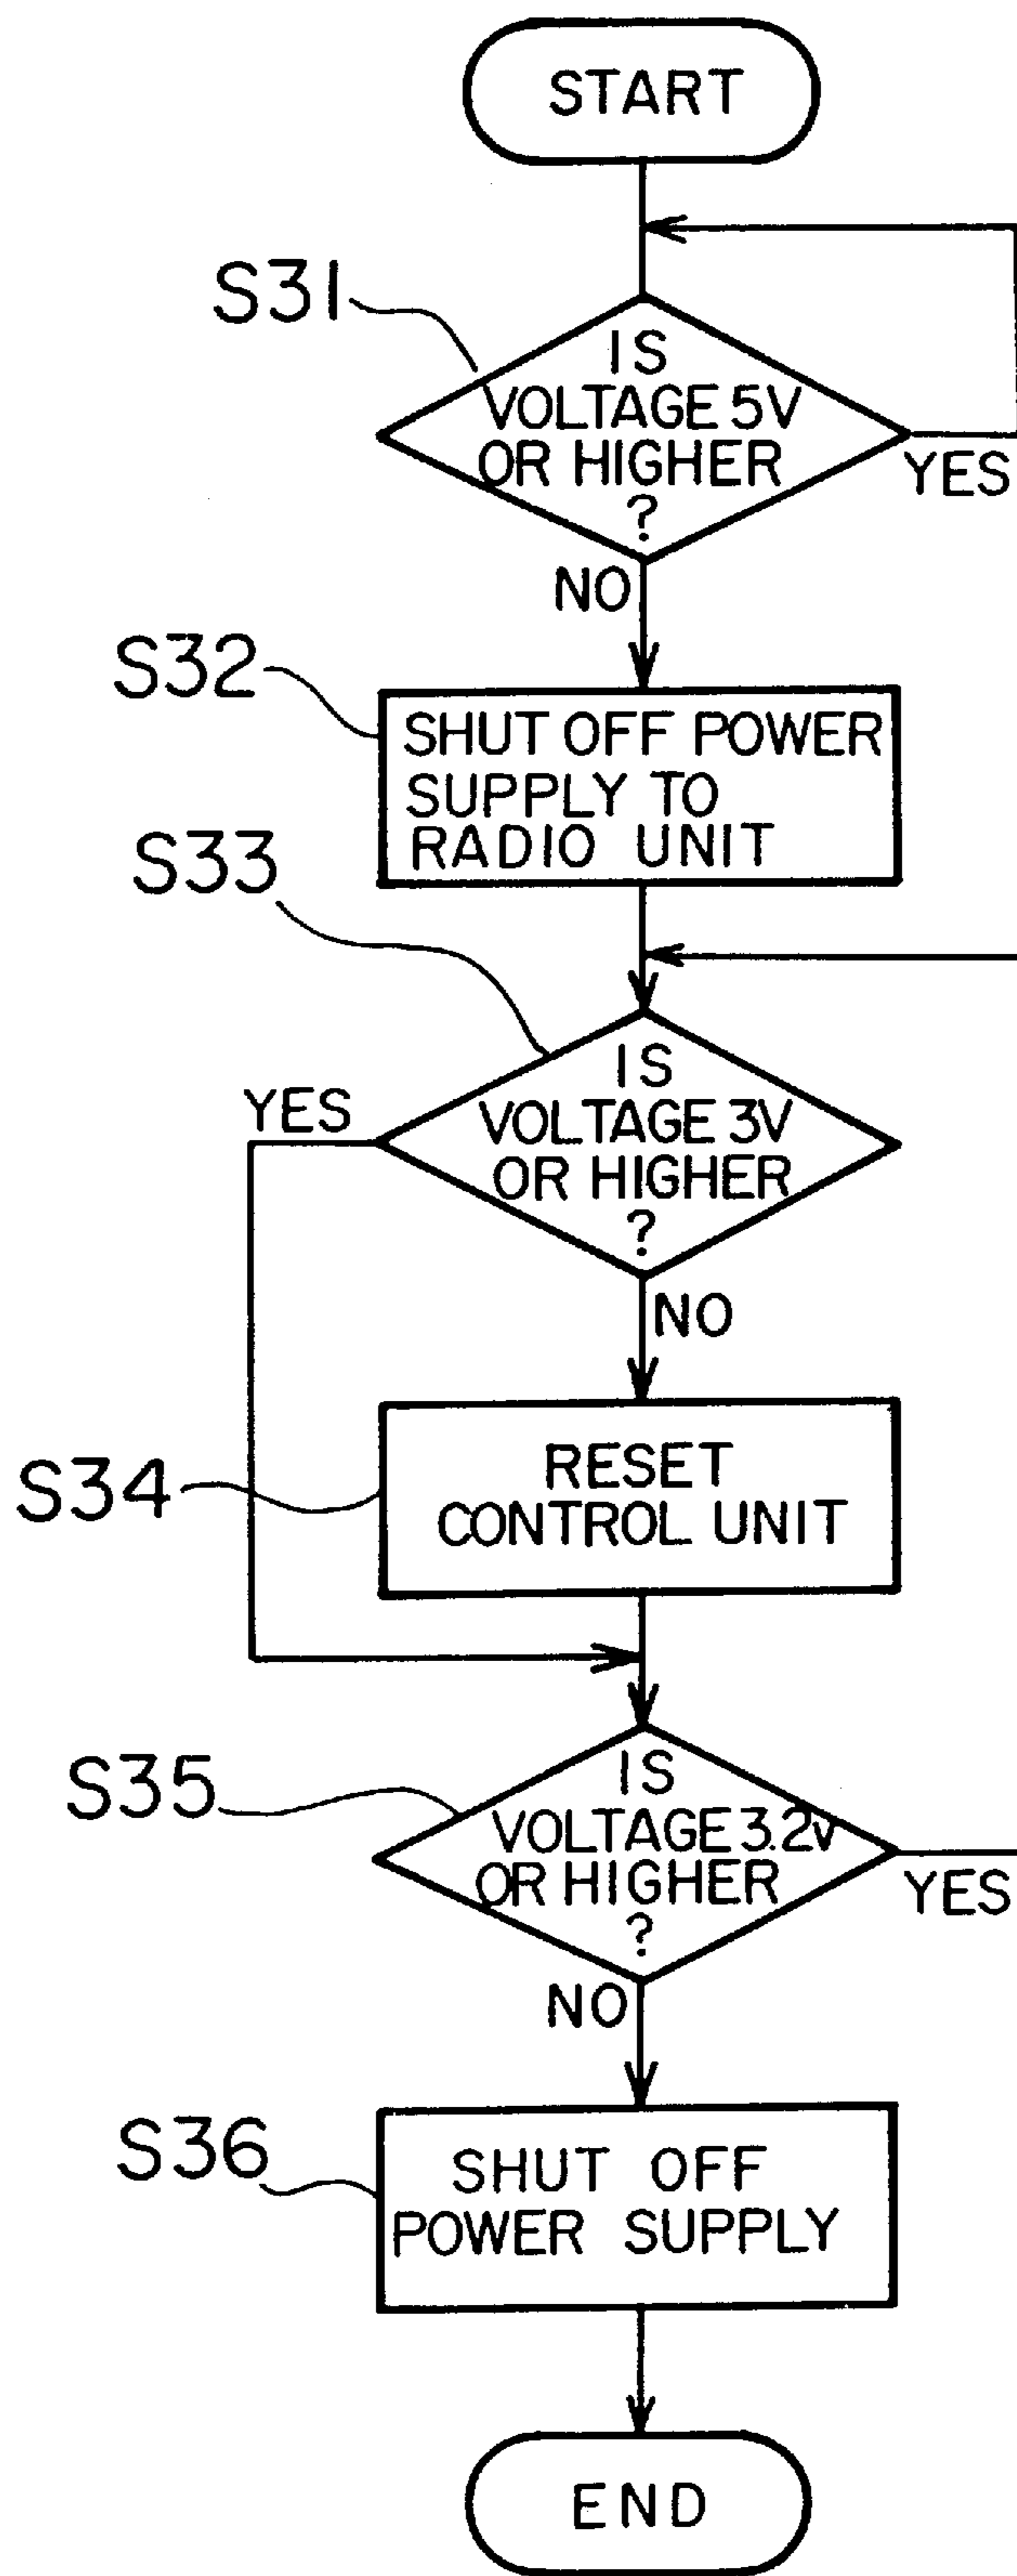 START
S31
IS
VOLTAGE 5V
OR HIGHER
?
YES
NO
S32
SHUT OFF POWER
SUPPLY TO
RADIO UNIT
S33
IS
VOLTAGE 3V
OR HIGHER
?
YES
NO
S34
RESET
CONTROL UNIT
S35
IS
VOLTAGE 3.2V
OR HIGHER
?
YES
NO
S36
SHUT OFF
POWER SUPPLY
END